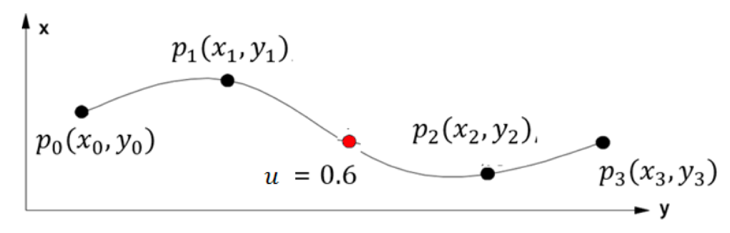 x
p₁(x₁, y₁)
p₂(x₂, y₂),
p₀(x₀, y₀)
u = 0.6
p₃(x₃, y₃)
y